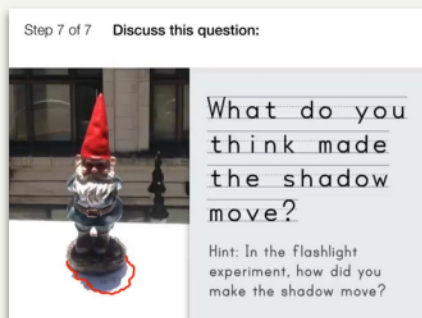 Step 7 of 7 Discuss this question:
What do you
think made
the shadow
move?
Hint: In the flashlight
experiment, how did you
make the shadow move?